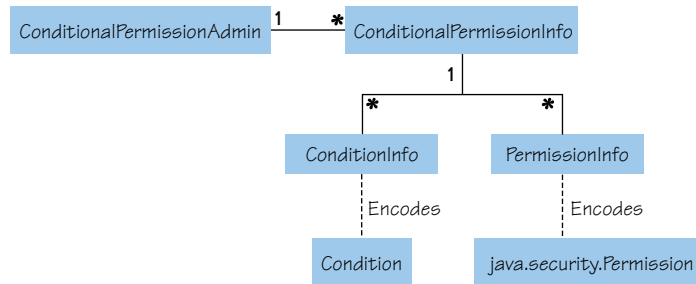 ConditionalPermissionAdmin
1
*
ConditionalPermissionInfo
1
*
*
ConditionInfo
PermissionInfo
Encodes
Encodes
Condition
java.security.Permission